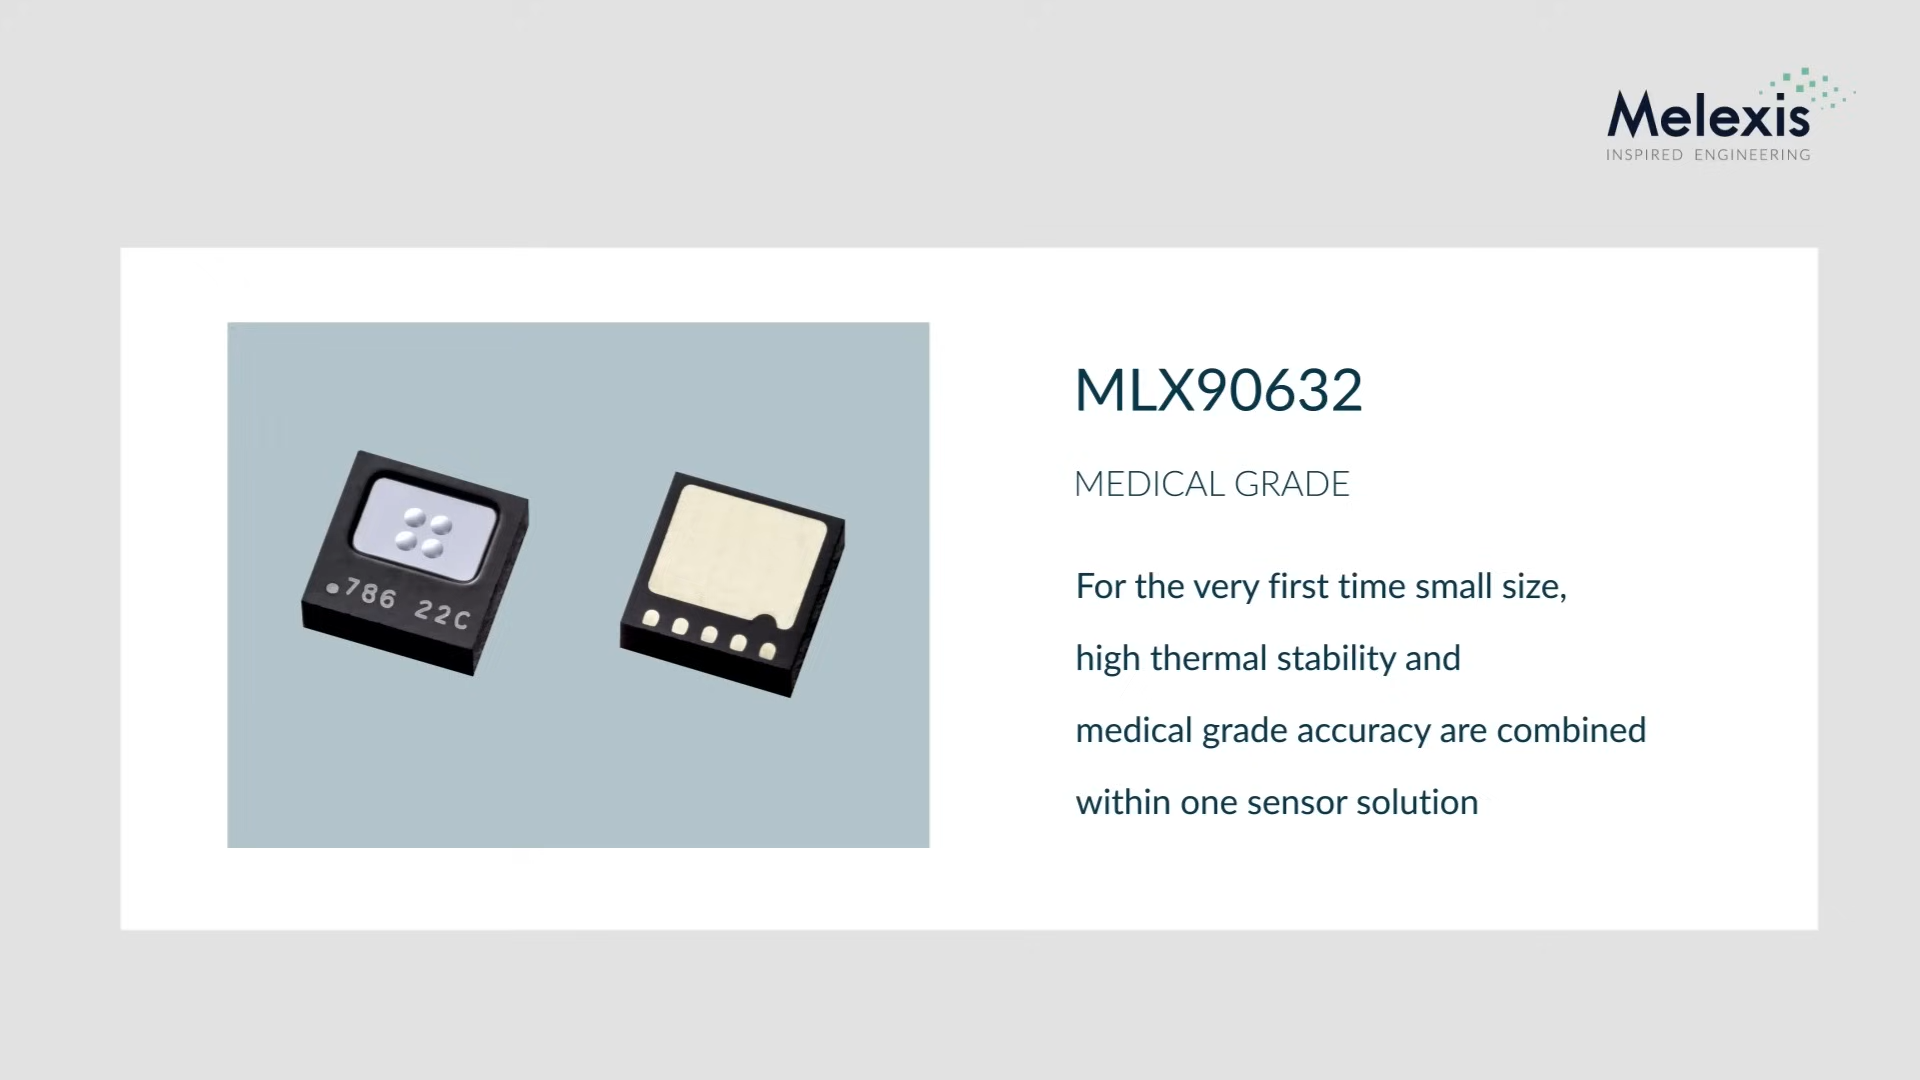 Melexis
INSPIRED ENGINEERING
786 22C
MLX90632
MEDICAL GRADE
For the very first time small size,
high thermal stability and
medical grade accuracy are combined
within one sensor solution